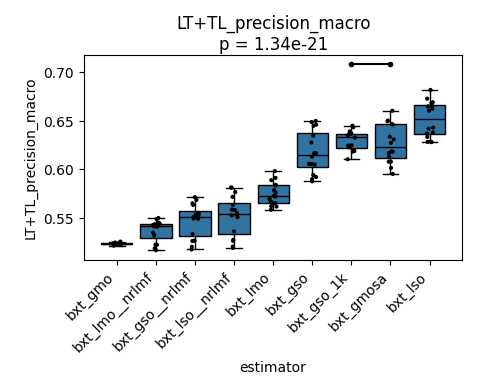 LT+TL_precision_macro
p = 1.34e-21
LT+TL_precision_macro
0.70
0.65
0.60
0.55
bxt_gmo
bxt_lmo__nrlmf
bxt_gso__nrlmf
bxt_lso__nrlmf
bxt_lmo
bxt_gso
bxt_gso_1k
bxt_gmosa
bxt_lso
estimator